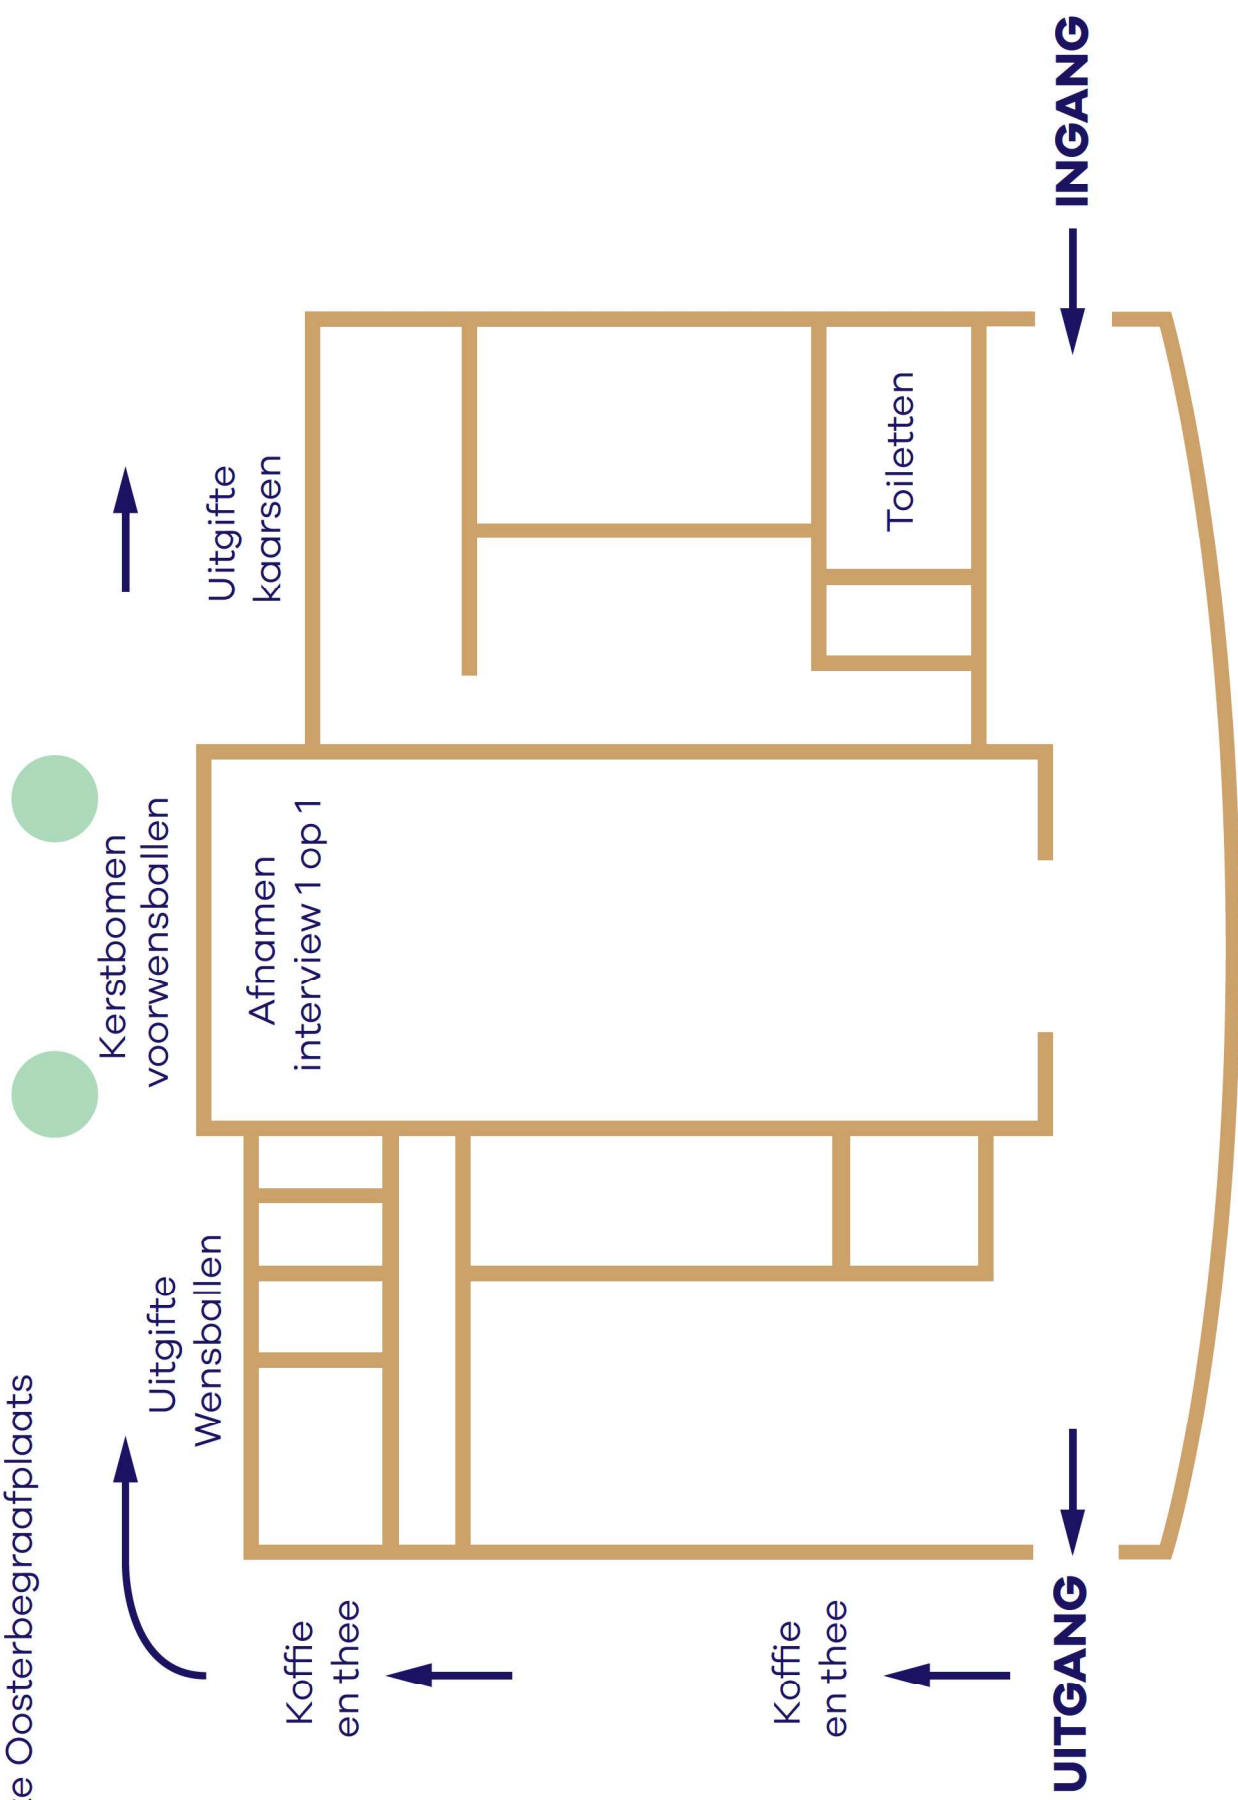 Oosterbegraafplaats
Kerstbomen
voorwensballen
Uitgifte
Wensballen
Uitgifte
kaarsen
Afnamen
interview 1 op 1
Koffie
en thee
Koffie
en thee
Toiletten
UITGANG
INGANG